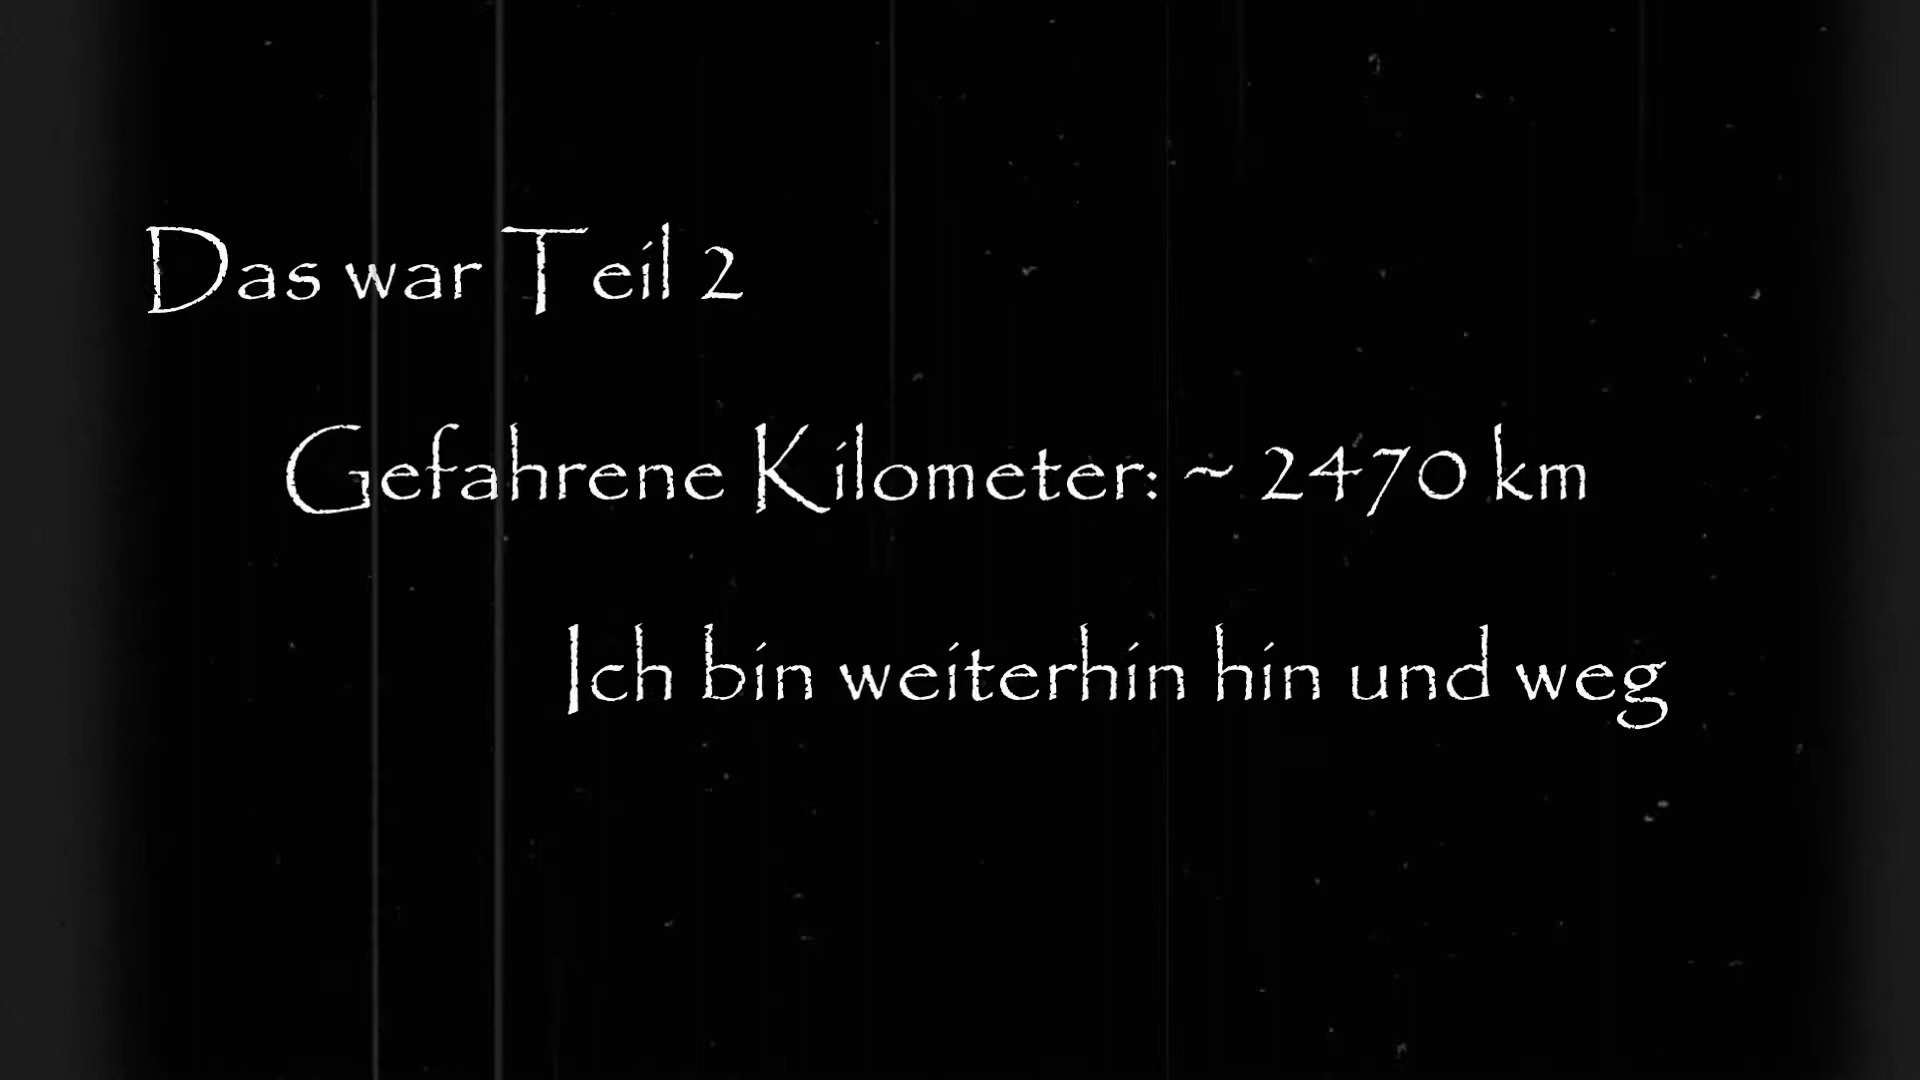 Das war Teil 2
Gefahrene Kilometer: ~ 2470 km
Ich bin weiterhin hin und weg